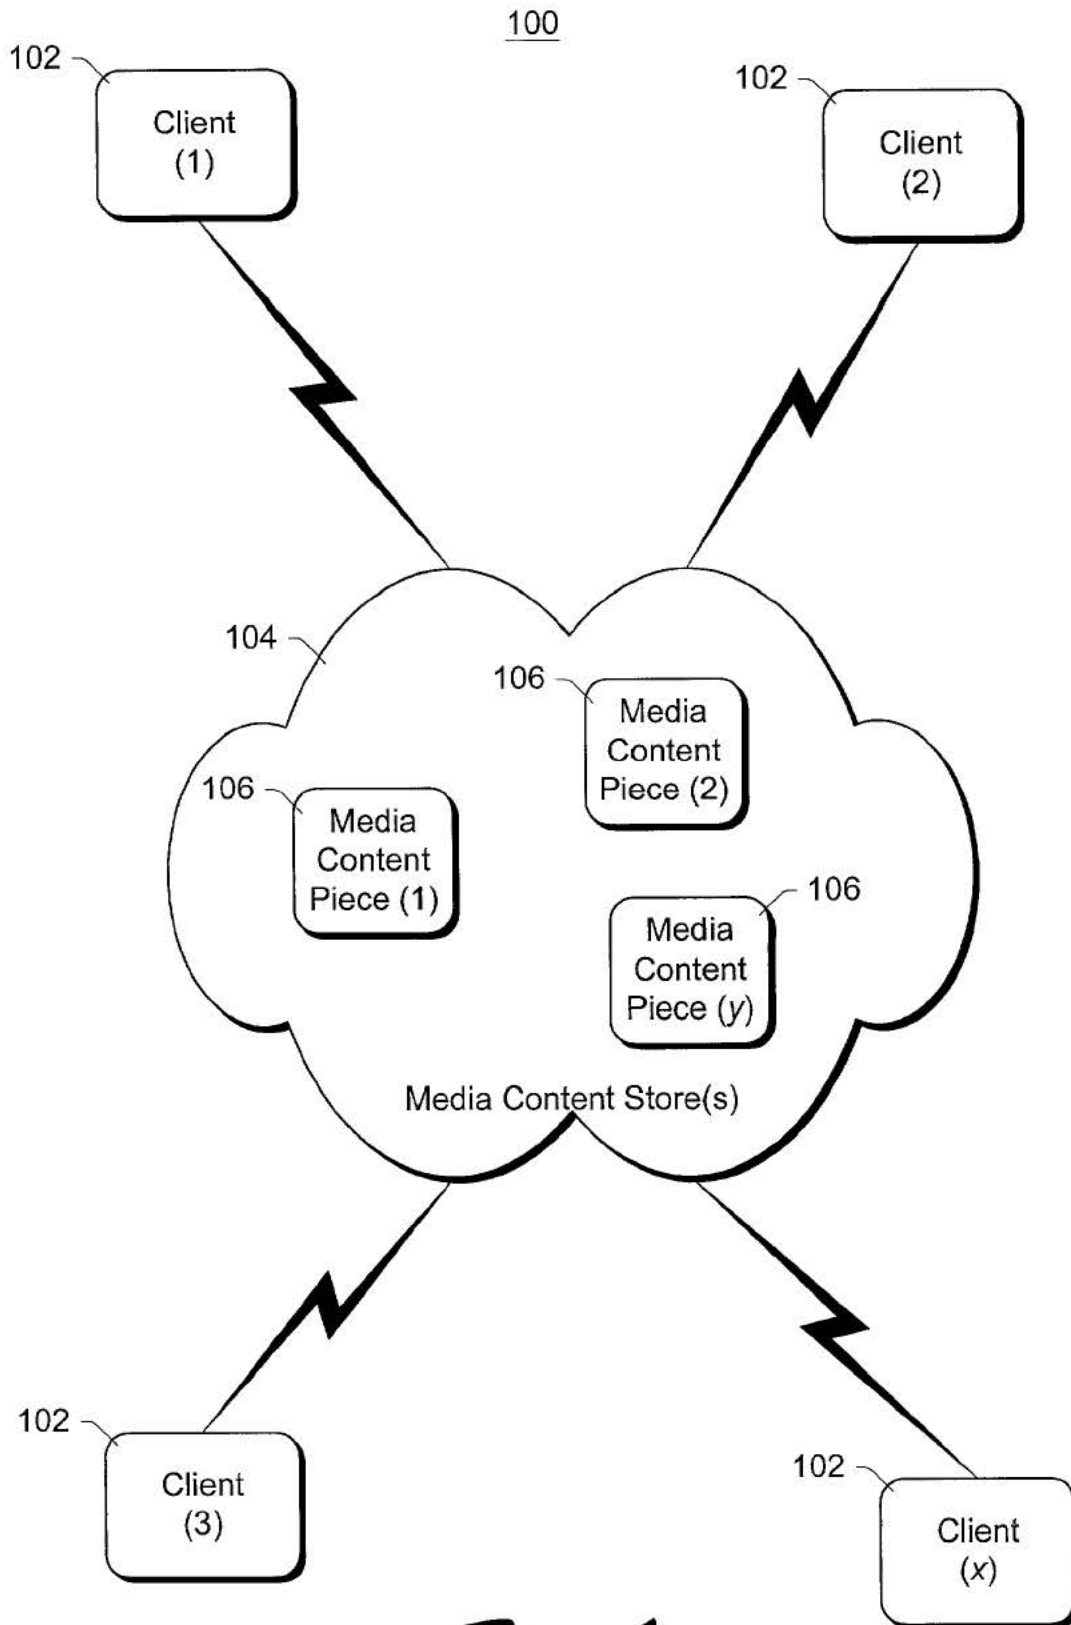 100
102
Client
(1)
102
Client
(2)
104
106
Media
Content
Piece (2)
106
Media
Content
Piece (1)
106
Media
Content
Piece (y)
Media Content Store(s)
102
Client
(3)
102
Client
(x)